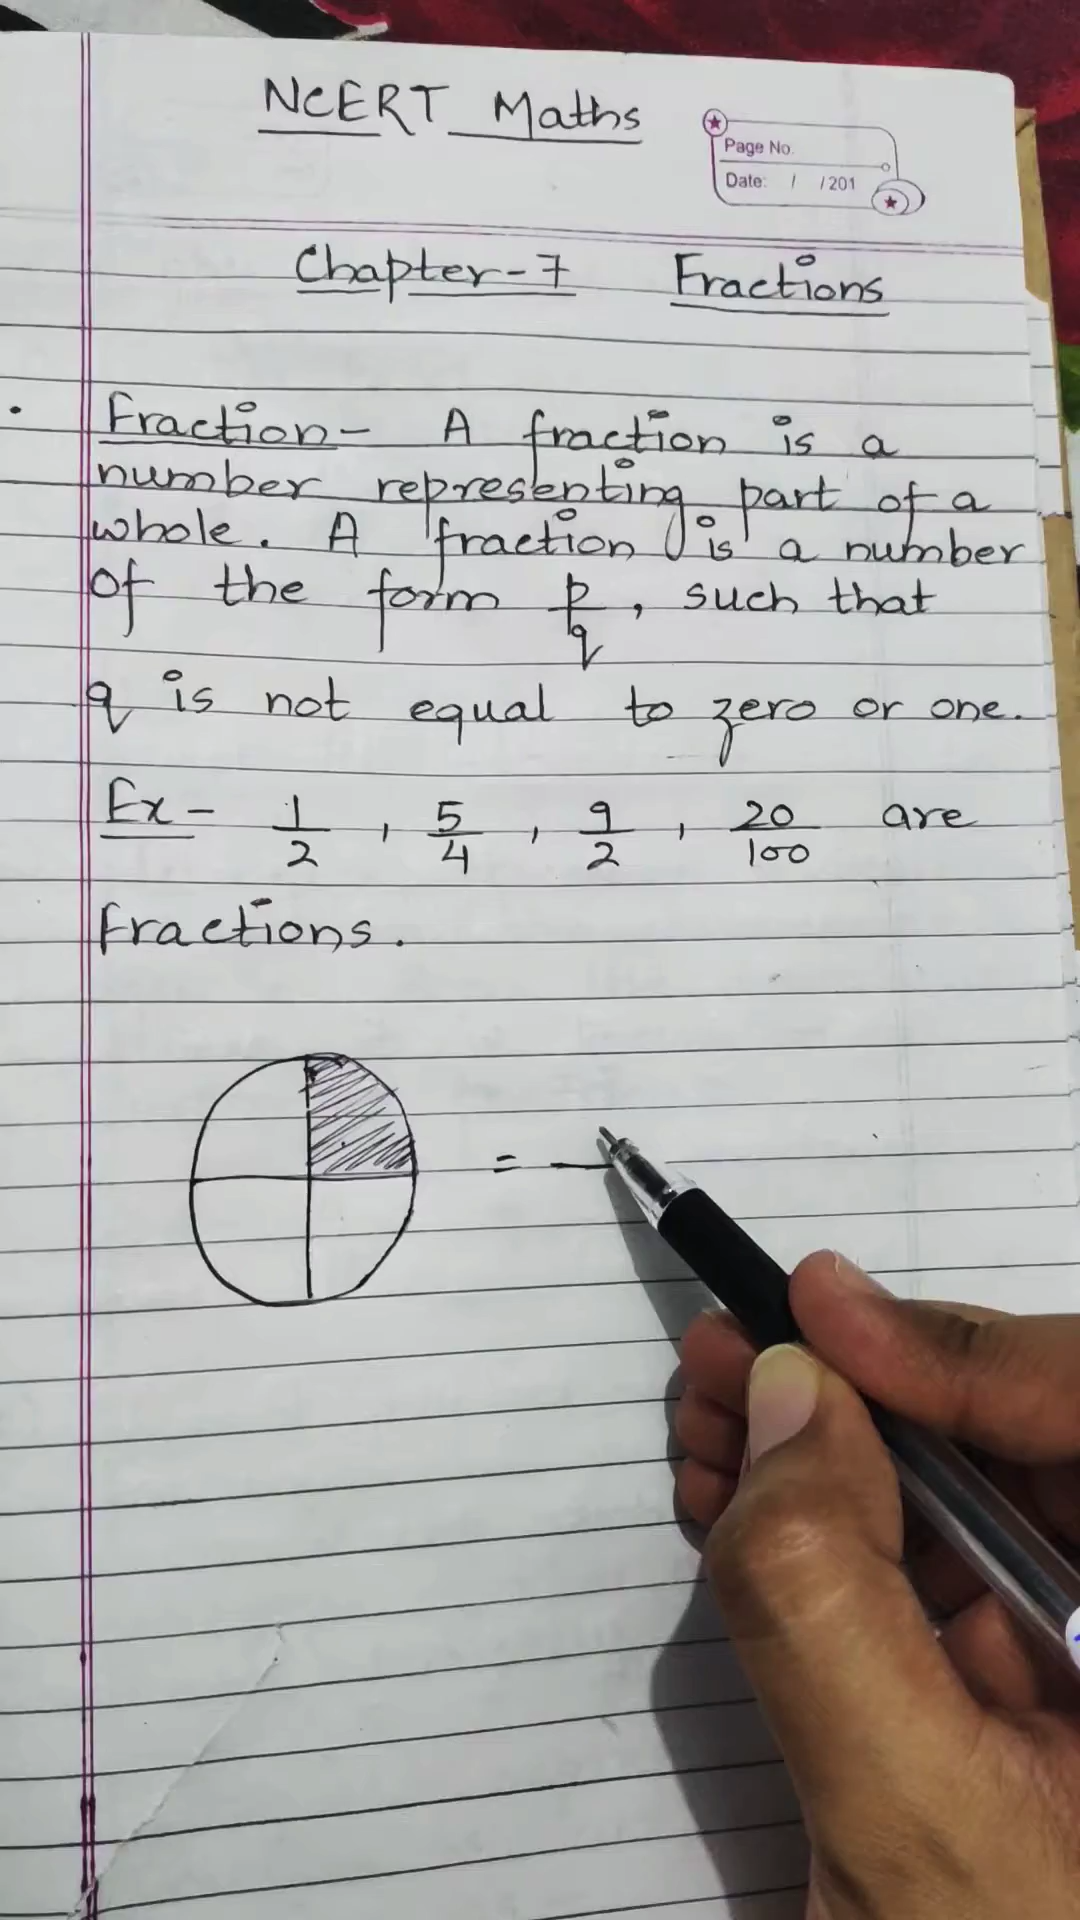 NCERT Maths
Page No.
Date: / /201
Chapter-7 Fractions
Fraction - A fraction is a
number representing part of a
whole. A fraction is a number
of the form p/q, such that
q is not equal to zero or one.
Ex - 1/2, 5/4, 9/2, 20/100 are
fractions.
=